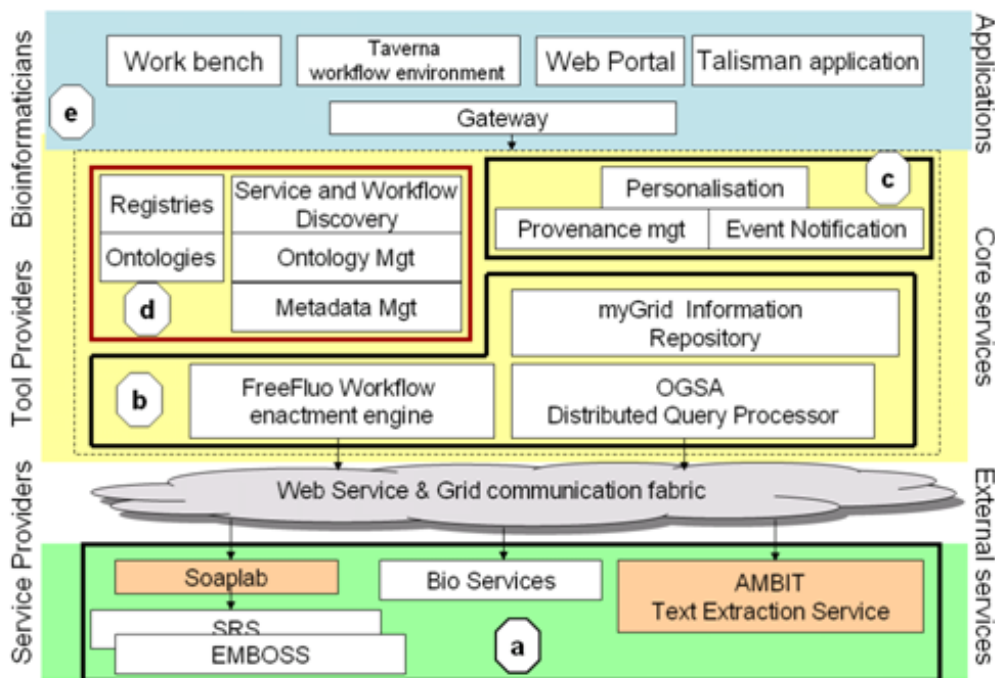 Work bench
Taverna
workflow environment
Web Portal
Talisman application
Gateway
e
Bioinformaticians
Applications
Registries
Ontologies
d
Service and Workflow
Discovery
Ontology Mgt
Metadata Mgt
c
Personalisation
Provenance mgt
Event Notification
myGrid Information
Repository
b
FreeFluo Workflow
enactment engine
OGSA
Distributed Query Processor
Tool Providers
Core services
Web Service & Grid communication fabric
Soaplab
SRS
EMBOSS
Bio Services
AMBIT
Text Extraction Service
a
Service Providers
External services